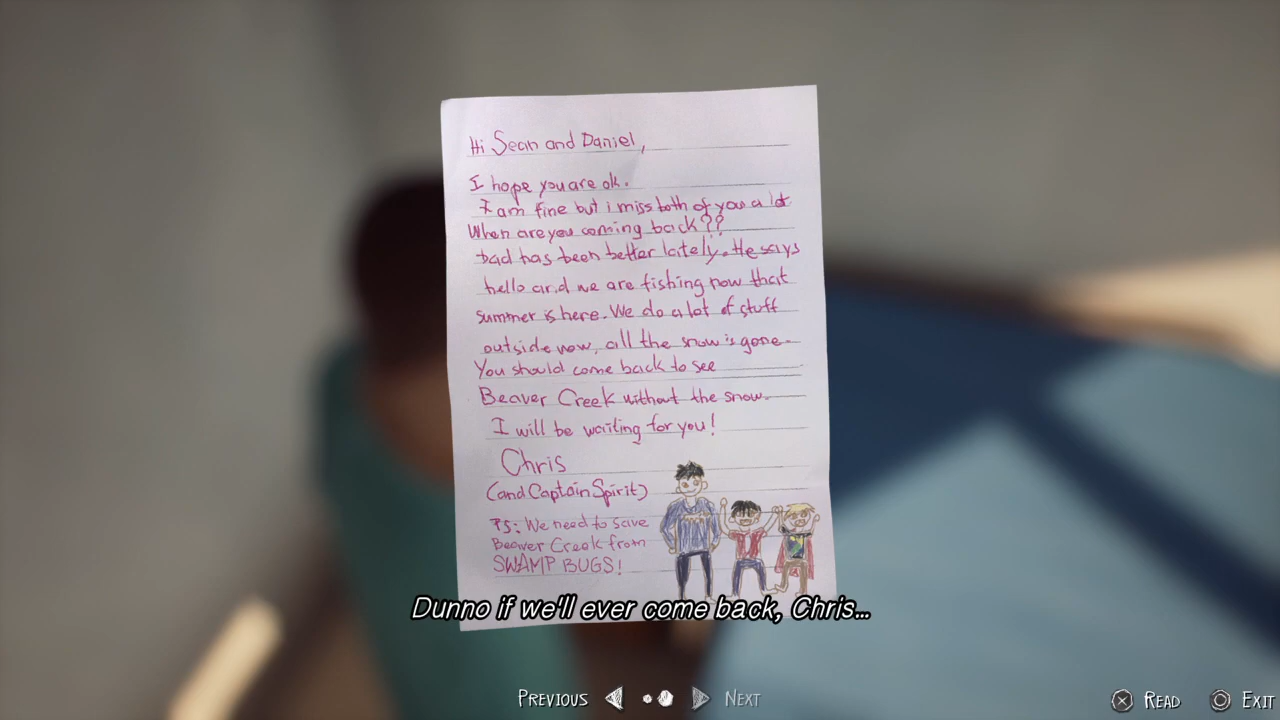 Hi Sean and Daniel,
I hope you are ok.
I am fine but i miss both of you a lot.
When are you coming back??
Dad has been better lately. He says
hello and we are fishing now that
summer is here. We do a lot of stuff
outside now, all the snow is gone.
You should come back to see
Beaver Creek without the snow.
I will be waiting for you!
Chris
(and Captain Spirit)
PS: We need to save
Beaver Creek from
SWAMP BUGS!
Dunno if we'll ever come back, Chris...
PREVIOUS NEXT READ EXIT